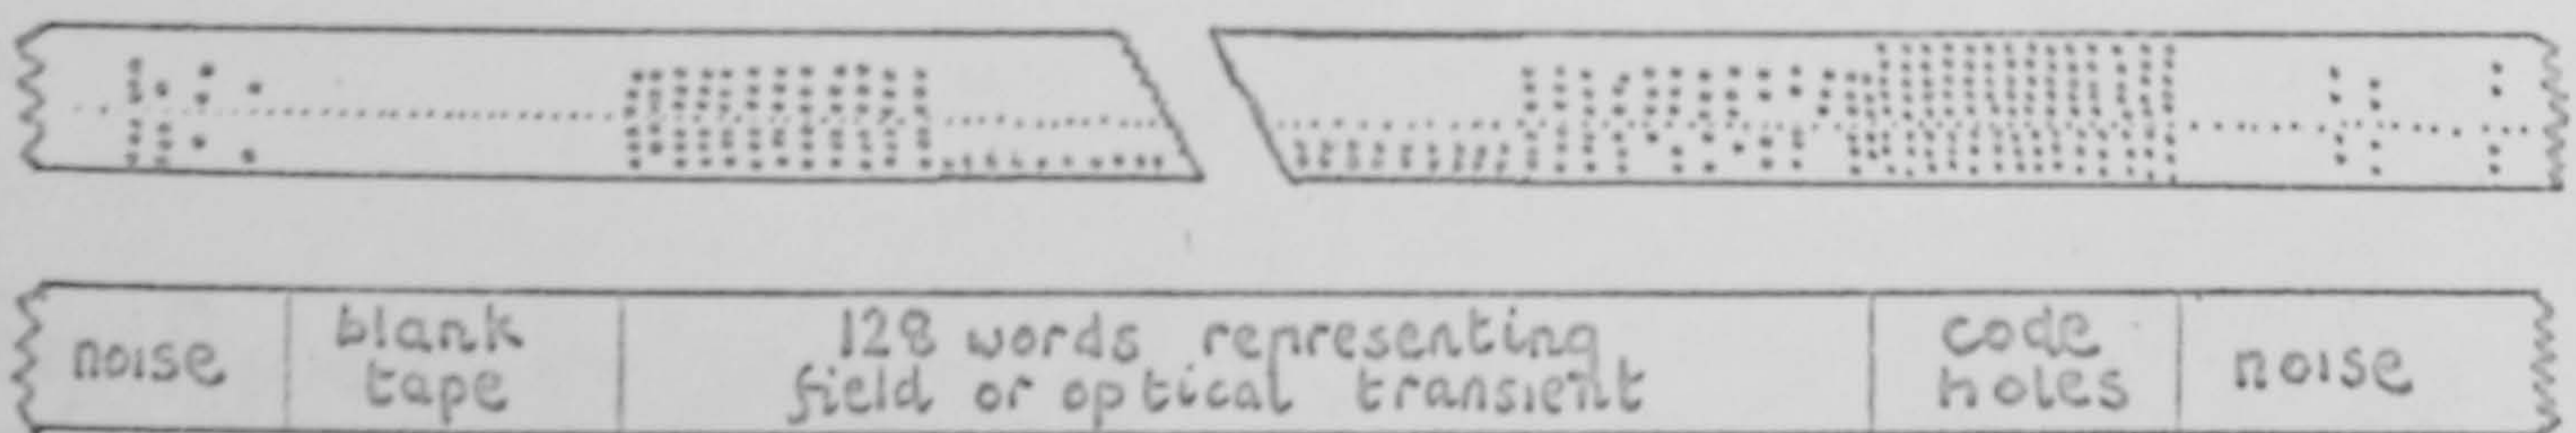 noise
blank
tape
128 words representing
field or optical transient
code
holes
noise